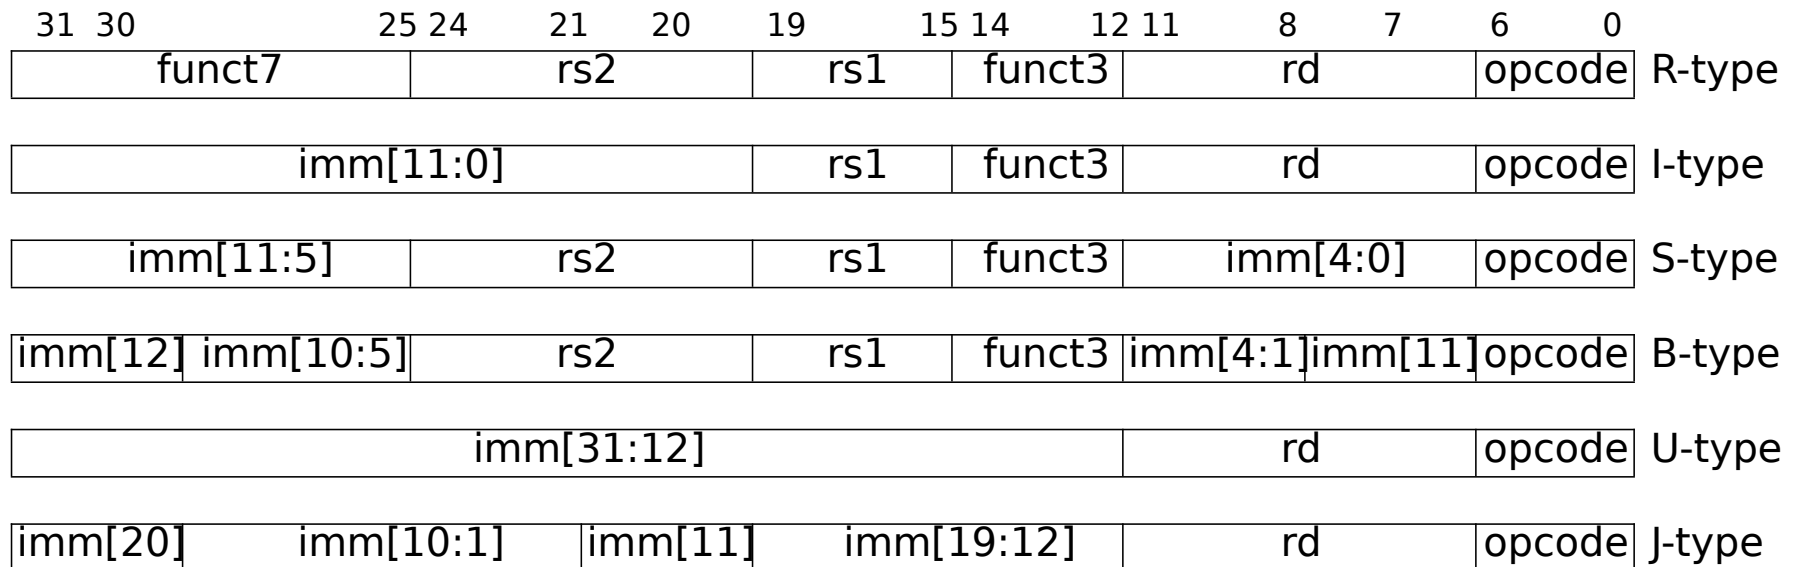 31 30 25 24 21 20 19 15 14 12 11 8 7 6 0
funct7 rs2 rs1 funct3 rd opcode R-type
imm[11:0] rs1 funct3 rd opcode I-type
imm[11:5] rs2 rs1 funct3 imm[4:0] opcode S-type
imm[12] imm[10:5] rs2 rs1 funct3 imm[4:1] imm[11] opcode B-type
imm[31:12] rd opcode U-type
imm[20] imm[10:1] imm[11] imm[19:12] rd opcode J-type